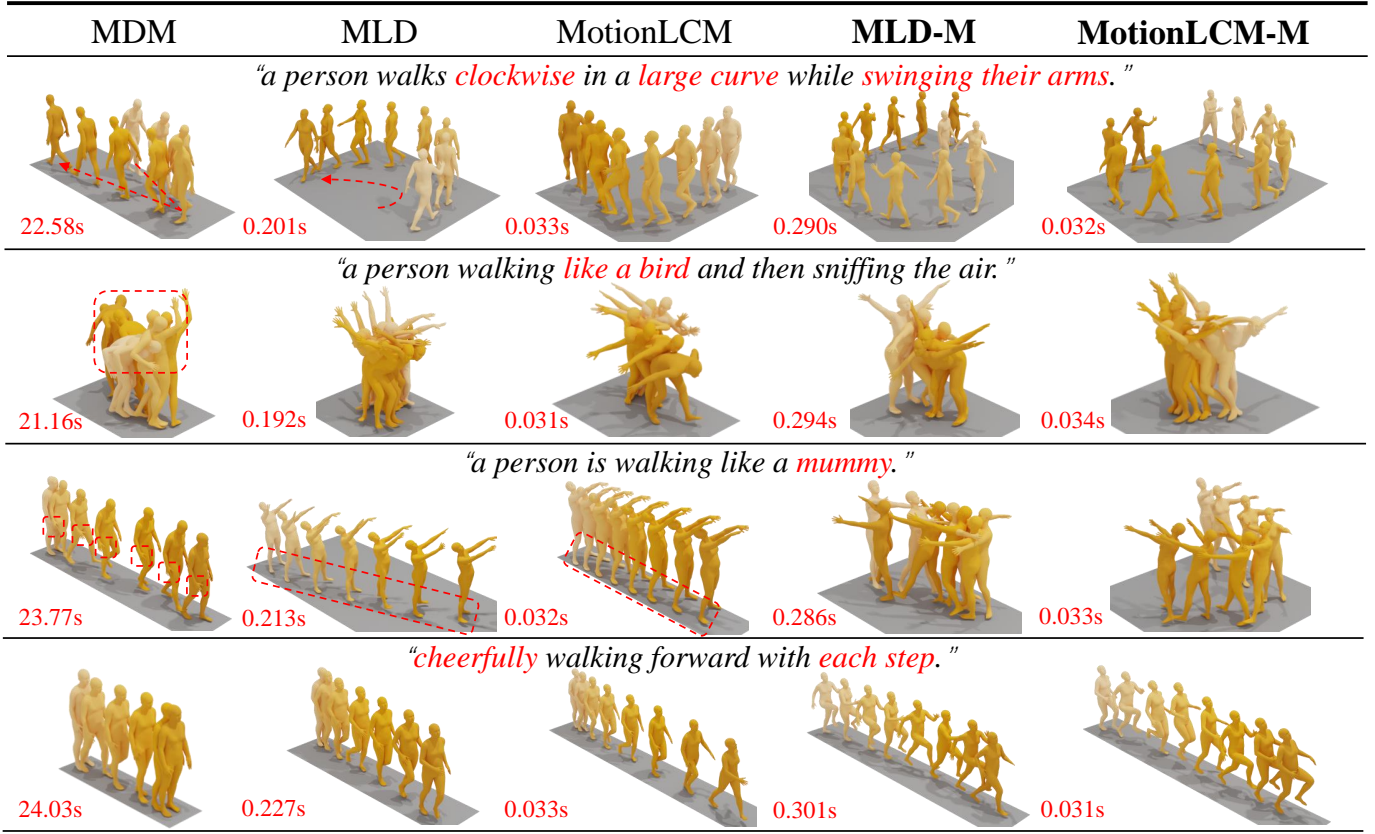 MDM MLD MotionLCM MLD-M MotionLCM-M
“a person walks clockwise in a large curve while swinging their arms.”
22.58s 0.201s 0.033s 0.290s 0.032s
“a person walking like a bird and then sniffing the air.”
21.16s 0.192s 0.031s 0.294s 0.034s
“a person is walking like a mummy.”
23.77s 0.213s 0.032s 0.286s 0.033s
“cheerfully walking forward with each step.”
24.03s 0.227s 0.033s 0.301s 0.031s